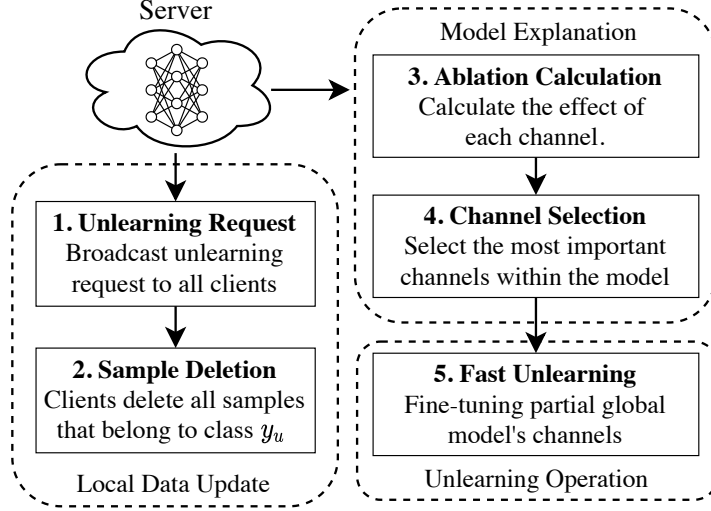 Server
1. Unlearning Request
Broadcast unlearning
request to all clients
2. Sample Deletion
Clients delete all samples
that belong to class y_u
Local Data Update
Model Explanation
3. Ablation Calculation
Calculate the effect of
each channel.
4. Channel Selection
Select the most important
channels within the model
5. Fast Unlearning
Fine-tuning partial global
model's channels
Unlearning Operation